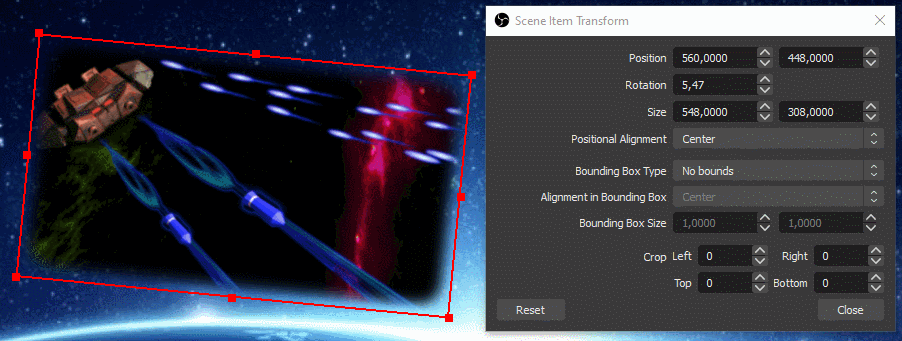 Scene Item Transform
Position 560,0000 448,0000
Rotation 5,47
Size 548,0000 308,0000
Positional Alignment Center
Bounding Box Type No bounds
Alignment in Bounding Box Center
Bounding Box Size 1,0000 1,0000
Crop Left 0 Right 0
Top 0 Bottom 0
Reset Close